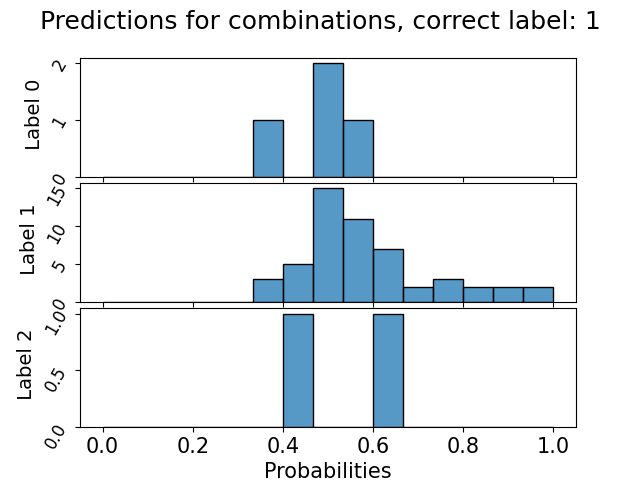 Predictions for combinations, correct label: 1
Label 0
2
1
0
Label 1
15
10
5
0
Label 2
1.0
0.5
0.0
0.0 0.2 0.4 0.6 0.8 1.0
Probabilities